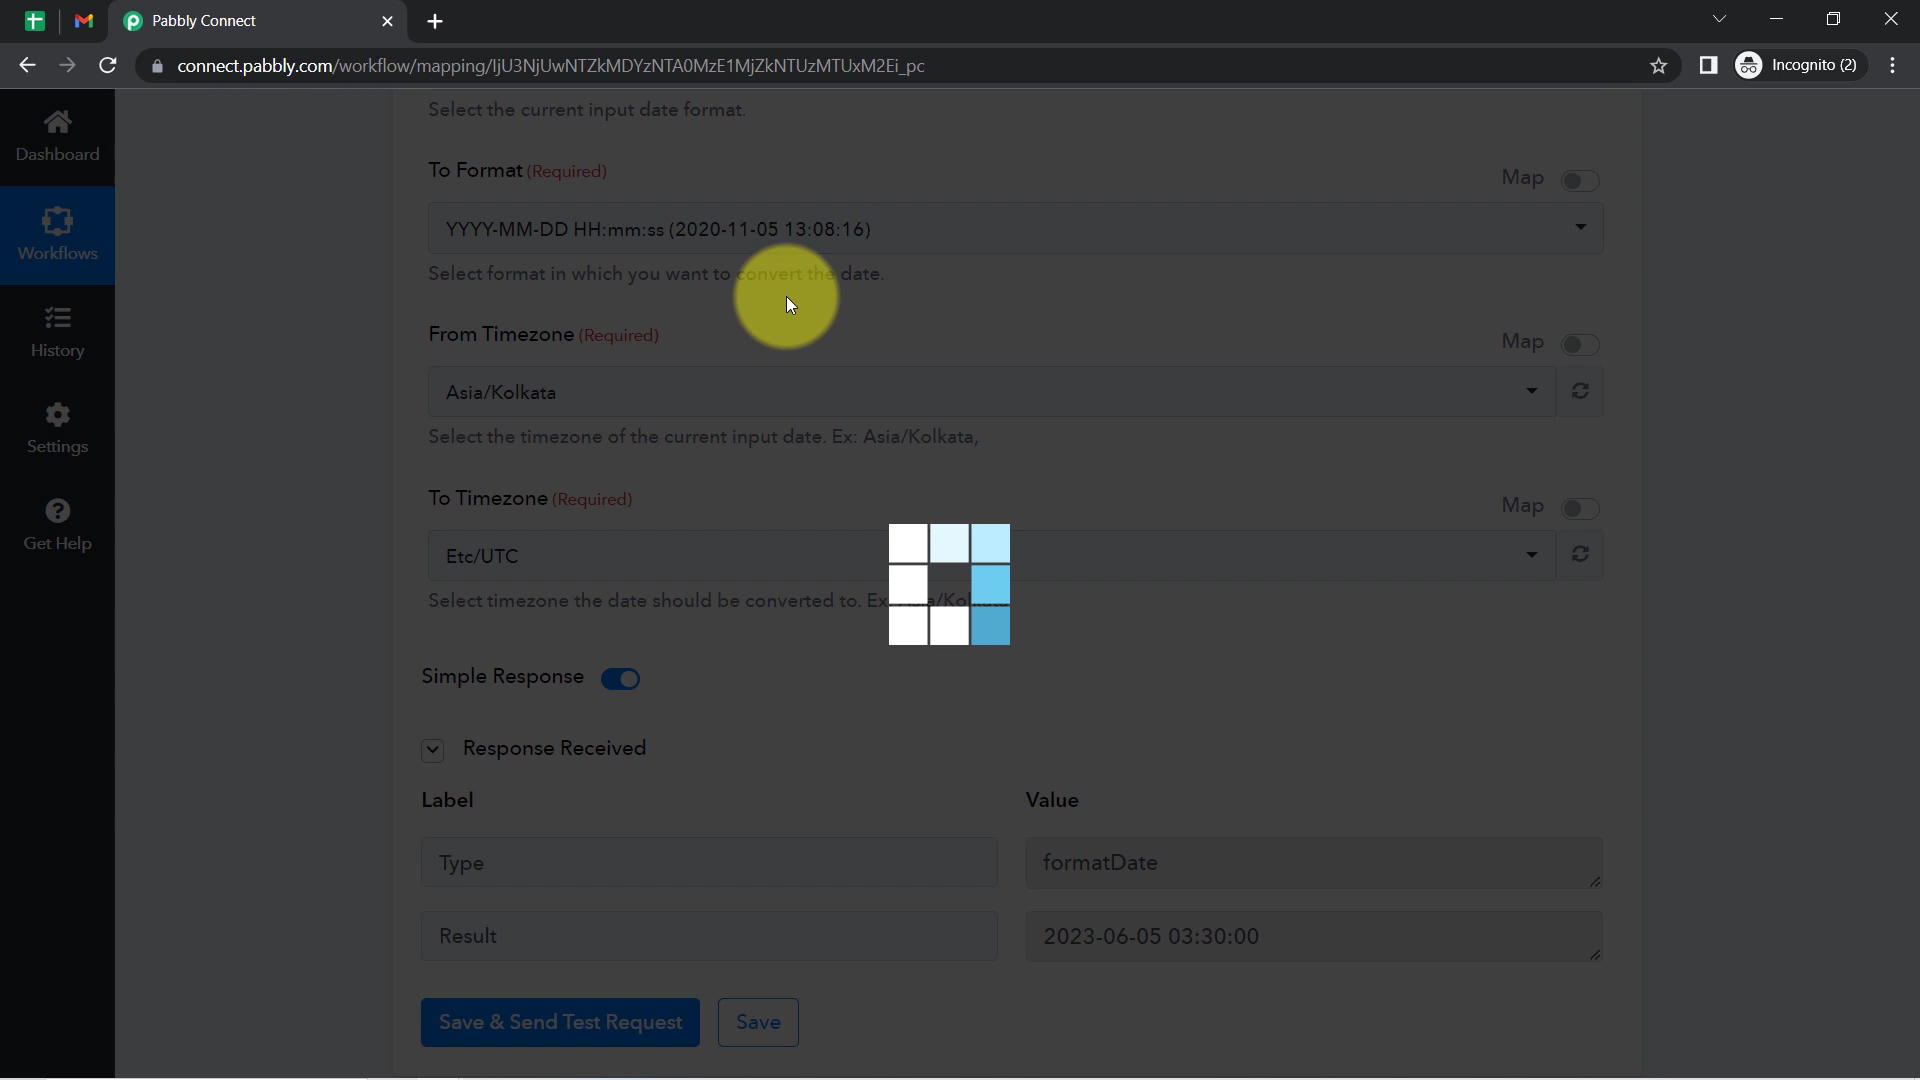 Pabbly Connect
connect.pabbly.com/workflow/mapping/IjU3NjUwNTZkMDYzNTA0MzE1MjZkNTUzMTUxM2Ei_pc
Incognito (2)
Dashboard
Workflows
History
Settings
Get Help
Select the current input date format.
To Format (Required)
Map
YYYY-MM-DD HH:mm:ss (2020-11-05 13:08:16)
Select format in which you want to convert the date.
From Timezone (Required)
Map
Asia/Kolkata
Select the timezone of the current input date. Ex: Asia/Kolkata,
To Timezone (Required)
Map
Etc/UTC
Select timezone the date should be converted to.
Simple Response
Response Received
Label
Value
Type
formatDate
Result
2023-06-05 03:30:00
Save & Send Test Request
Save